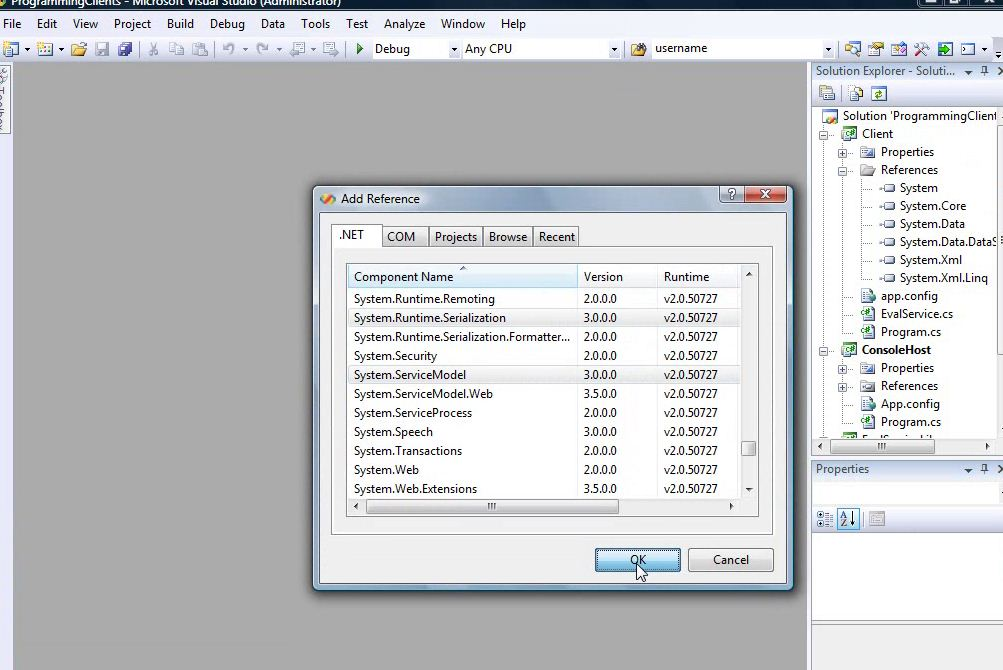 ProgrammingClients - Microsoft Visual Studio (Administrator)
File Edit View Project Build Debug Data Tools Test Analyze Window Help
Debug Any CPU username
Toolbox
Solution Explorer - Soluti...
Solution 'ProgrammingClient
Client
Properties
References
System
System.Core
System.Data
System.Data.DataS
System.Xml
System.Xml.Linq
app.config
EvalService.cs
Program.cs
ConsoleHost
Properties
References
App.config
Program.cs
Properties
Add Reference
.NET COM Projects Browse Recent
Component Name Version Runtime
System.Runtime.Remoting 2.0.0.0 v2.0.50727
System.Runtime.Serialization 3.0.0.0 v2.0.50727
System.Runtime.Serialization.Formatter... 2.0.0.0 v2.0.50727
System.Security 2.0.0.0 v2.0.50727
System.ServiceModel 3.0.0.0 v2.0.50727
System.ServiceModel.Web 3.5.0.0 v2.0.50727
System.ServiceProcess 2.0.0.0 v2.0.50727
System.Speech 3.0.0.0 v2.0.50727
System.Transactions 2.0.0.0 v2.0.50727
System.Web 2.0.0.0 v2.0.50727
System.Web.Extensions 3.5.0.0 v2.0.50727
OK Cancel